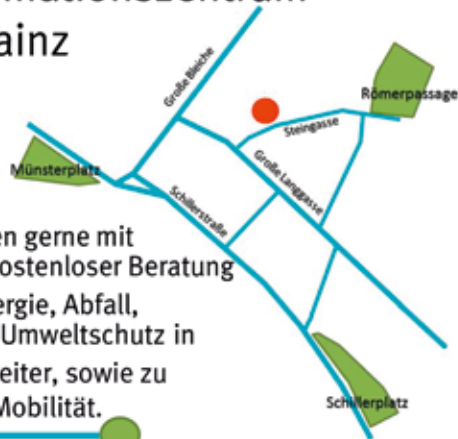 ainz
Große Bleiche
Römerpassage
Steingasse
Große Langgasse
Münsterplatz
Schillerstraße
en gerne mit
ostenloser Beratung
ergie, Abfall,
Umweltschutz in
eiter, sowie zu
Mobilität.
Schillerplatz